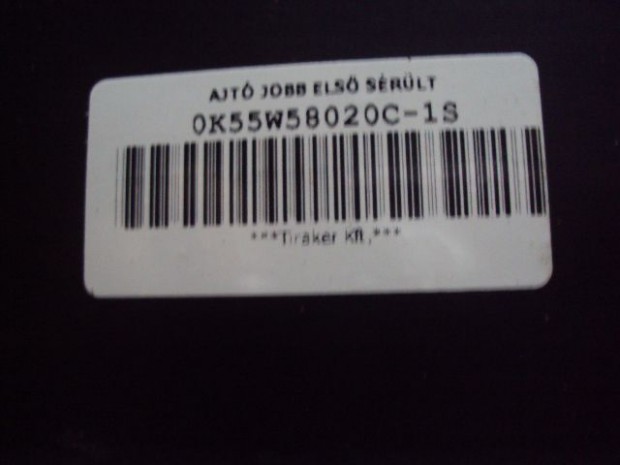 AJTÓ JOBB ELSŐ SÉRÜLT
0K55W58020C-1S
***Tiraker Kft.***